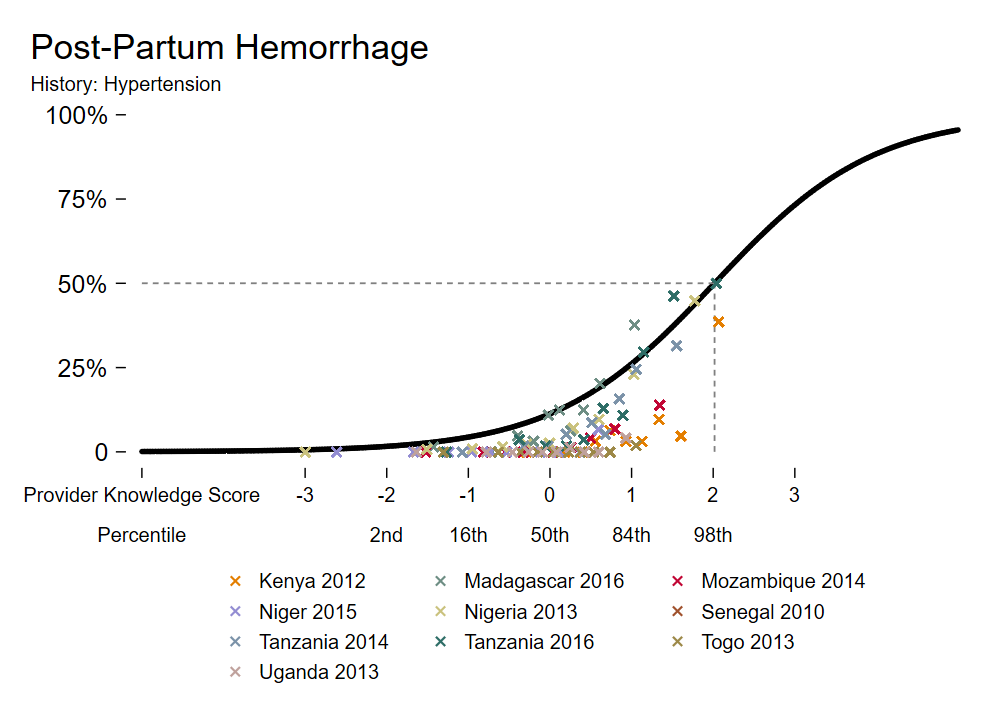 Post-Partum Hemorrhage
History: Hypertension
100%
75%
50%
25%
0
Provider Knowledge Score -3 -2 -1 0 1 2 3
Percentile 2nd 16th 50th 84th 98th
Kenya 2012 Madagascar 2016 Mozambique 2014
Niger 2015 Nigeria 2013 Senegal 2010
Tanzania 2014 Tanzania 2016 Togo 2013
Uganda 2013